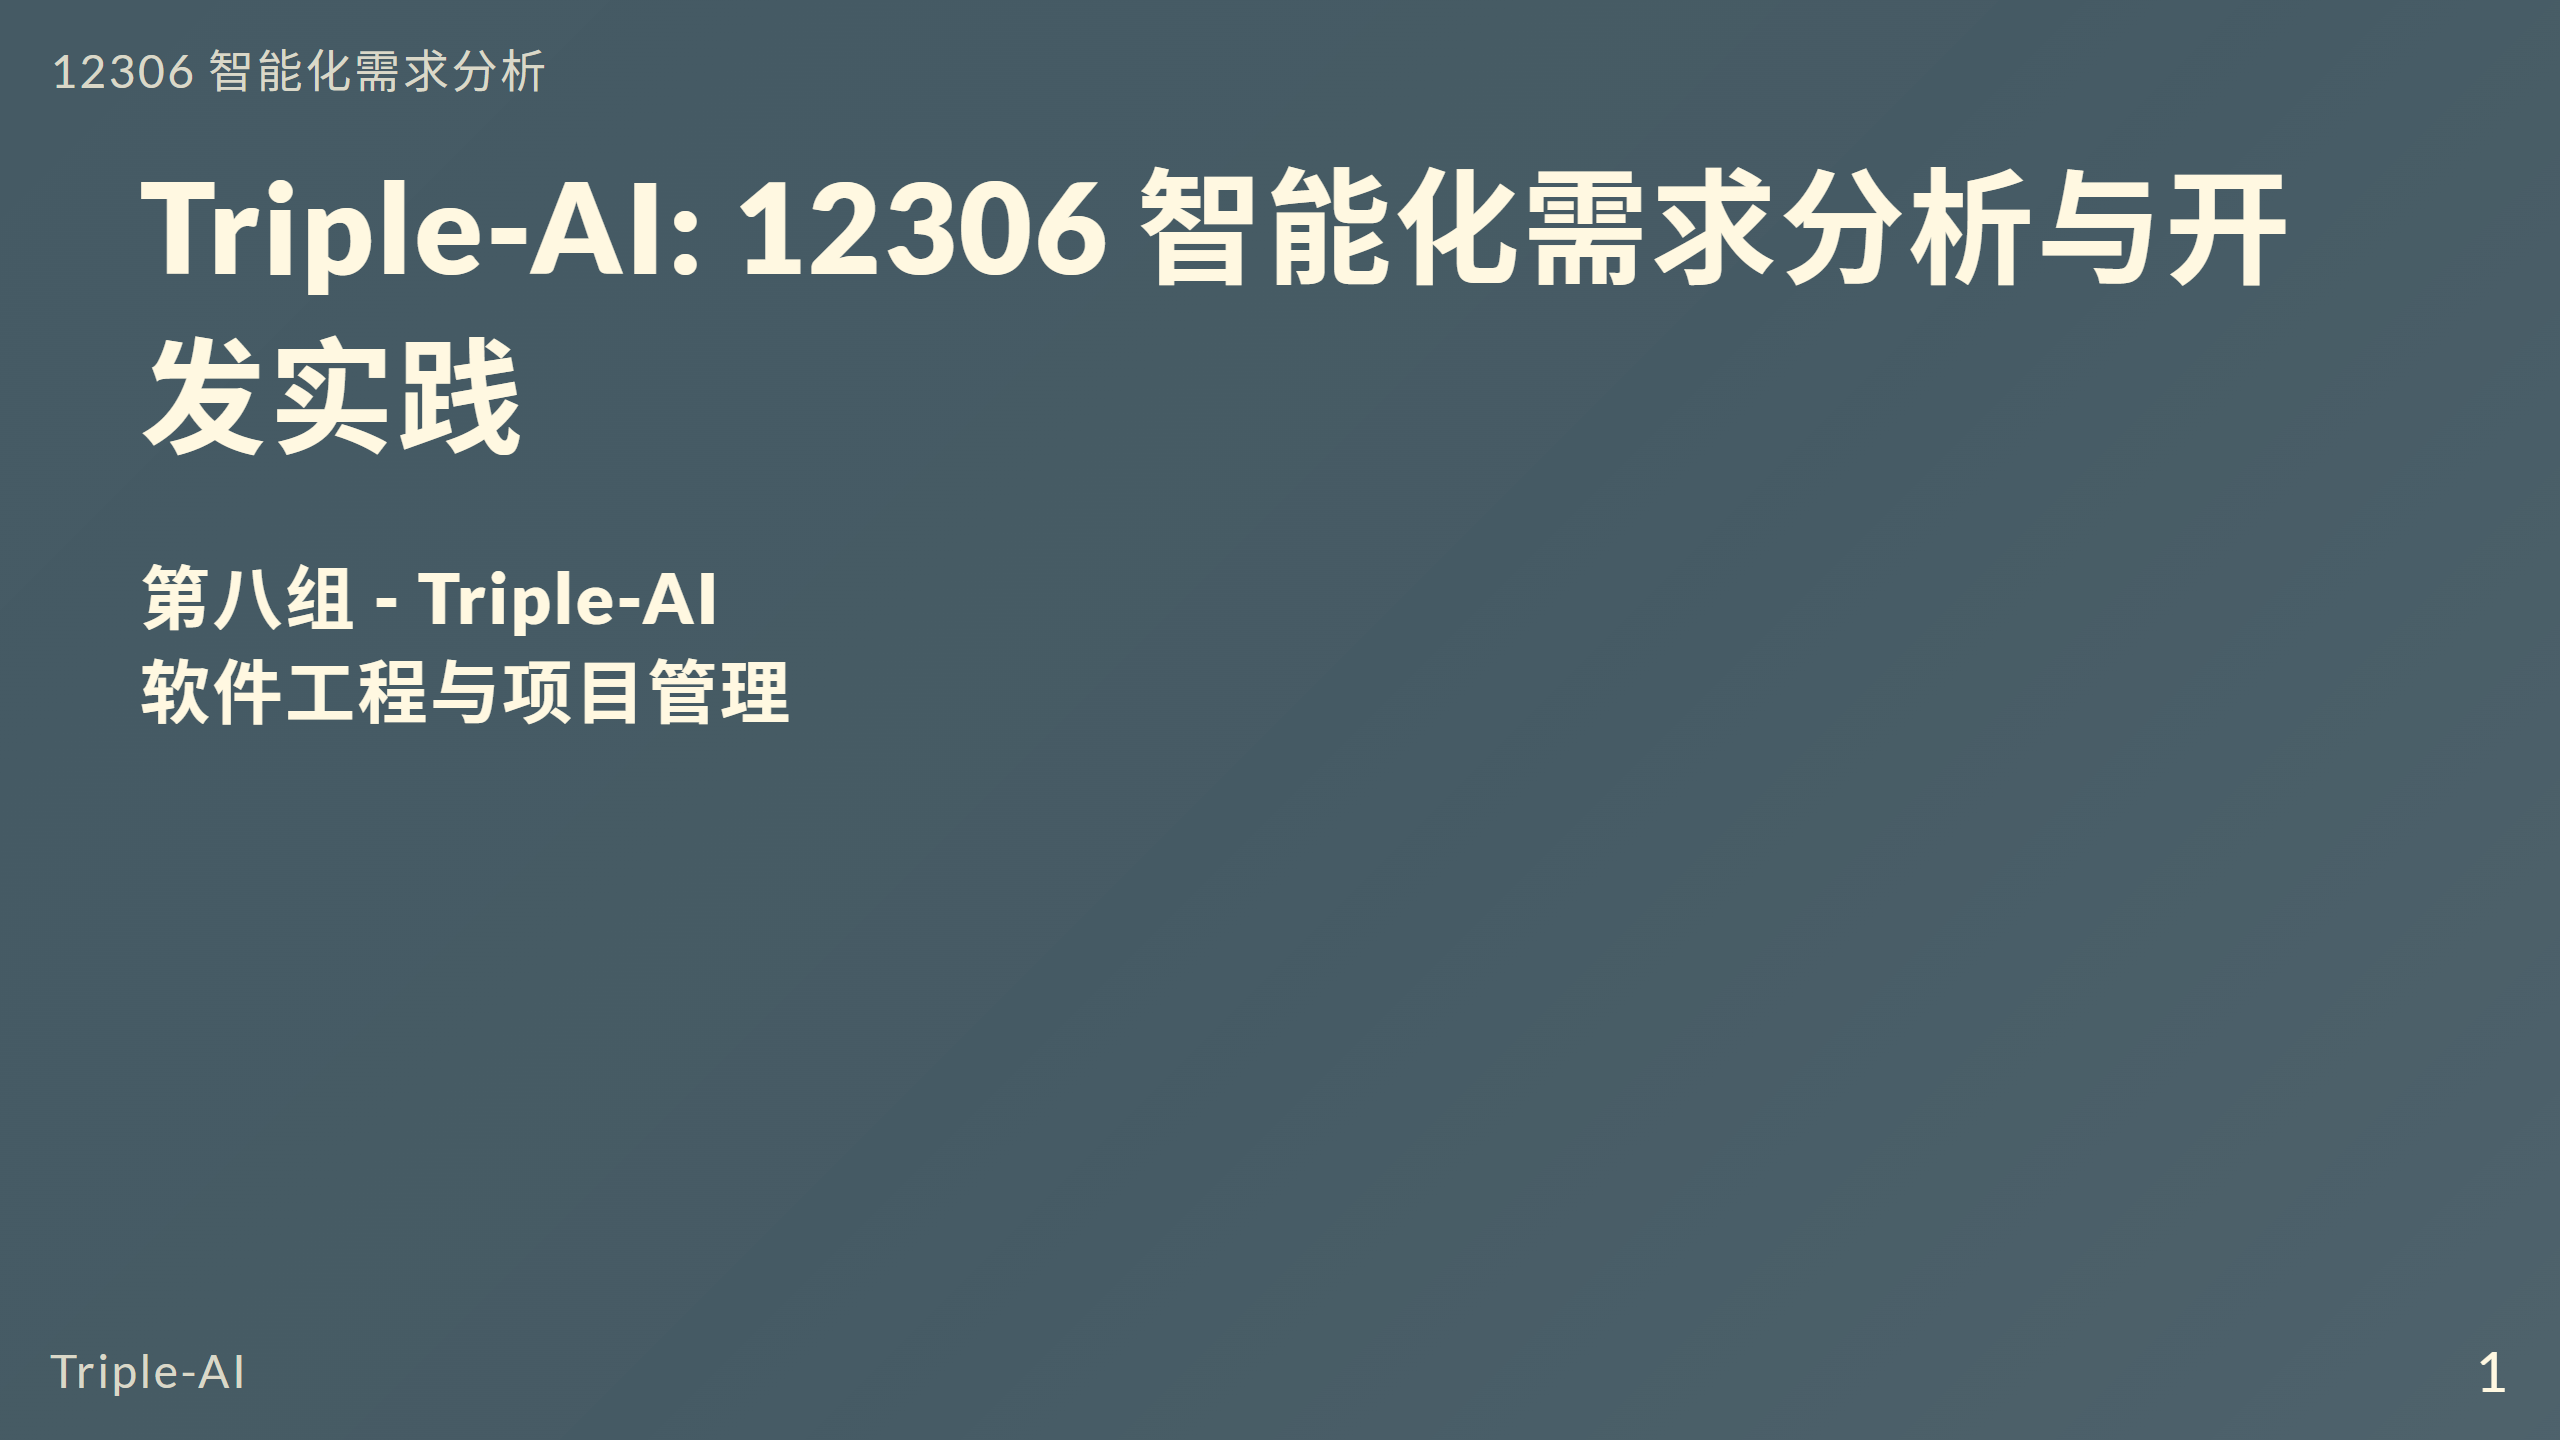 12306 智能化需求分析
Triple-AI: 12306 智能化需求分析与开
发实践
第八组 - Triple-AI
软件工程与项目管理
Triple-AI
1